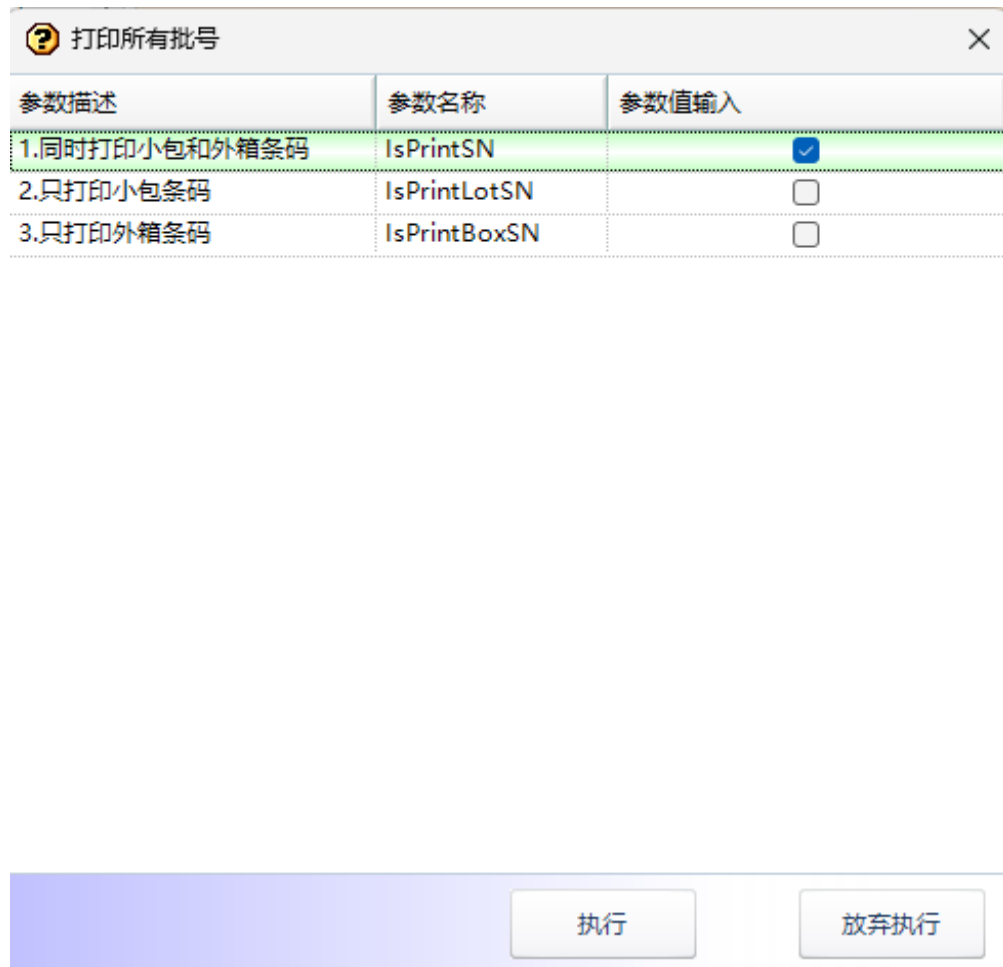 打印所有批号
参数描述 参数名称 参数值输入
1.同时打印小包和外箱条码 IsPrintSN
2.只打印小包条码 IsPrintLotSN
3.只打印外箱条码 IsPrintBoxSN
执行 放弃执行